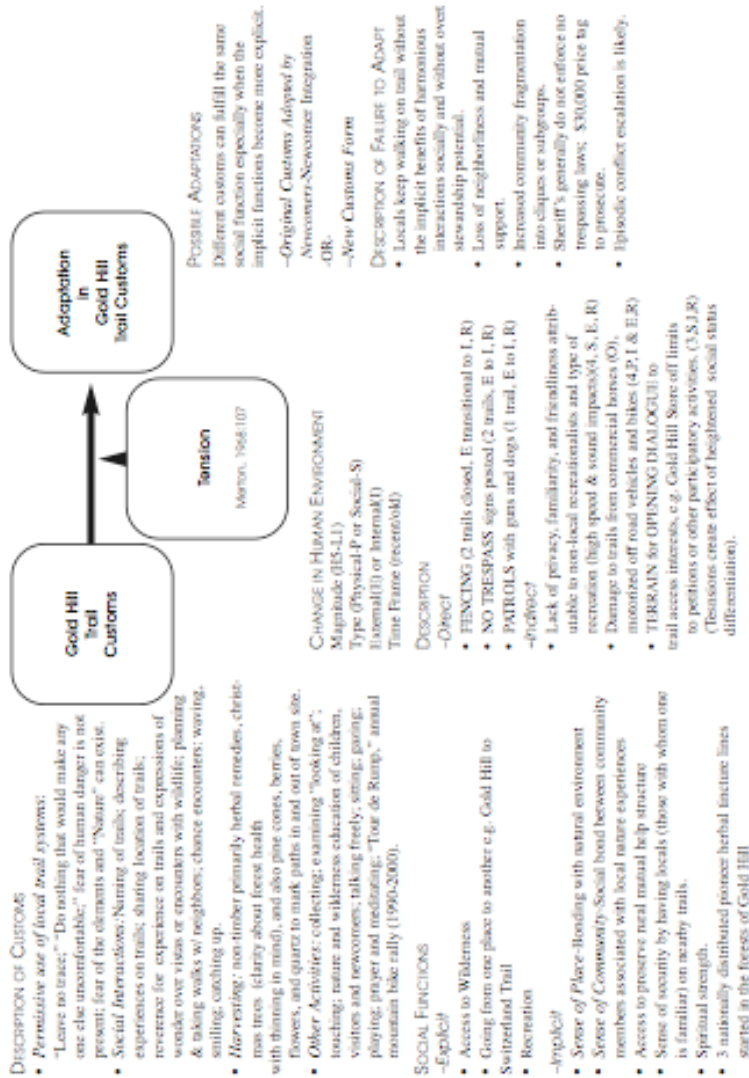 Gold Hill
Trail
Customs
Tension
Merton, 1968:107
Adaptation
in
Gold Hill
Trail Customs
DESCRIPTION OF CUSTOMS
• Permissive use of local trail systems:
"Leave no trace;" "Do nothing that would make any
one else uncomfortable;" fear of human danger is not
present; fear of the elements and "Nature" can exist.
• Social Interactions: Naming of trails; describing
experiences on trails; sharing location of trails;
reverence for experience on trails and expressions of
wonder over vistas or encounters with wildlife; planning
& taking walks w/ neighbors; chance encounters; waving,
smiling; catching up.
• Harvesting: non-timber primarily herbal remedies, christ-
mas trees (clarity about forest health
with thinning in mind), and also pine cones, berries,
flowers, and quartz to mark paths in and out of town site.
• Other Activities: collecting; examining "looking at";
touching; nature and wilderness education of children,
visitors and newcomers; talking freely; sitting; gazing;
playing; prayer and meditating; "Tour de Rump," annual
mountain bike rally (1990-2000).
SOCIAL FUNCTIONS
–Explicit
• Access to Wilderness
• Going from one place to another e.g. Gold Hill to
Switzerland Trail
• Recreation
–Implicit
• Sense of Place-Bonding with natural environment
• Sense of Community-Social bond between community
members associated with local nature experiences
• Access to preserve rural mutual help structure
• Sense of security by having locals (those with whom one
is familiar) on nearby trails.
• Spiritual strength.
• 3 nationally distributed pioneer herbal tincture lines
started in the forests of Gold Hill
CHANGE IN HUMAN ENVIRONMENT
Magnitude (H5-L1)
Type (Physical-P or Social-S)
External(E) or Internal(I)
Time Frame (recent/old)
DESCRIPTION
–Direct
• FENCING (2 trails closed, E transitional to I, R)
• NO TRESPASS signs posted (2 trails, E to I, R)
• PATROLS with guns and dogs (1 trail, E to I, R)
–Indirect
• Lack of privacy, familiarity, and friendliness attrib-
utable to non-local recreationalists and type of
recreation (high speed & sound impacts)(4, S, E, R)
• Damage to trails from commercial horses (O),
motorized off road vehicles and bikes (4,P, I & E,R)
• TERRAIN for OPENING DIALOGUE to
trail access interests, e.g. Gold Hill Store off limits
to petitions or other participatory activities. (3,S,I,R)
(Tensions create effect of heightened social status
differentiation).
POSSIBLE ADAPTATIONS
Different customs can fulfill the same
social function especially when the
implicit functions become more explicit.
–Original Customs Adopted by
Newcomers-Newcomer Integration
-OR-
–New Customs Form
DESCRIPTION OF FAILURE TO ADAPT
• Locals keep walking on trail without
the implicit benefits of harmonious
interactions socially and without overt
stewardship potential.
• Loss of neighborliness and mutual
support.
• Increased community fragmentation
into cliques or subgroups.
• Sheriff's generally do not enforce no
trespassing laws; $30,000 price tag
to prosecute.
• Episodic conflict escalation is likely.